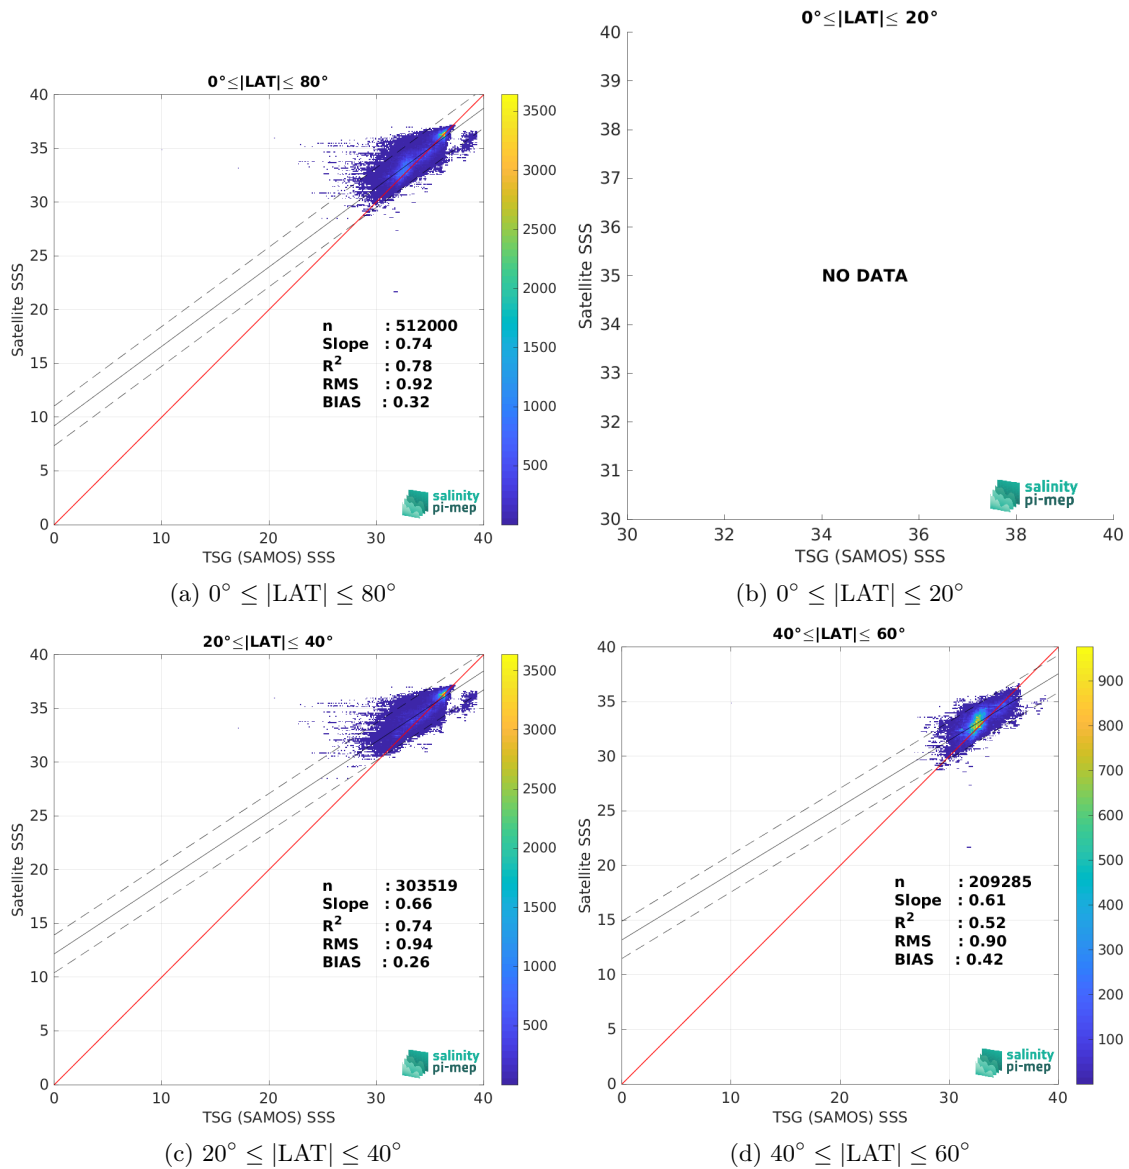 0°≤|LAT|≤ 80°
40
35
30
25
20
15
10
5
0
Satellite SSS
0
10
20
30
40
TSG (SAMOS) SSS
3500
3000
2500
2000
1500
1000
500
n : 512000
Slope : 0.74
R² : 0.78
RMS : 0.92
BIAS : 0.32
salinity
pi-mep
(a) 0° ≤ |LAT| ≤ 80°
0°≤|LAT|≤ 20°
40
39
38
37
36
35
34
33
32
31
30
Satellite SSS
NO DATA
30
32
34
36
38
40
TSG (SAMOS) SSS
salinity
pi-mep
(b) 0° ≤ |LAT| ≤ 20°
20°≤|LAT|≤ 40°
40
35
30
25
20
15
10
5
0
Satellite SSS
0
10
20
30
40
TSG (SAMOS) SSS
3500
3000
2500
2000
1500
1000
500
n : 303519
Slope : 0.66
R² : 0.74
RMS : 0.94
BIAS : 0.26
salinity
pi-mep
(c) 20° ≤ |LAT| ≤ 40°
40°≤|LAT|≤ 60°
40
35
30
25
20
15
10
5
0
Satellite SSS
0
10
20
30
40
TSG (SAMOS) SSS
900
800
700
600
500
400
300
200
100
n : 209285
Slope : 0.61
R² : 0.52
RMS : 0.90
BIAS : 0.42
salinity
pi-mep
(d) 40° ≤ |LAT| ≤ 60°